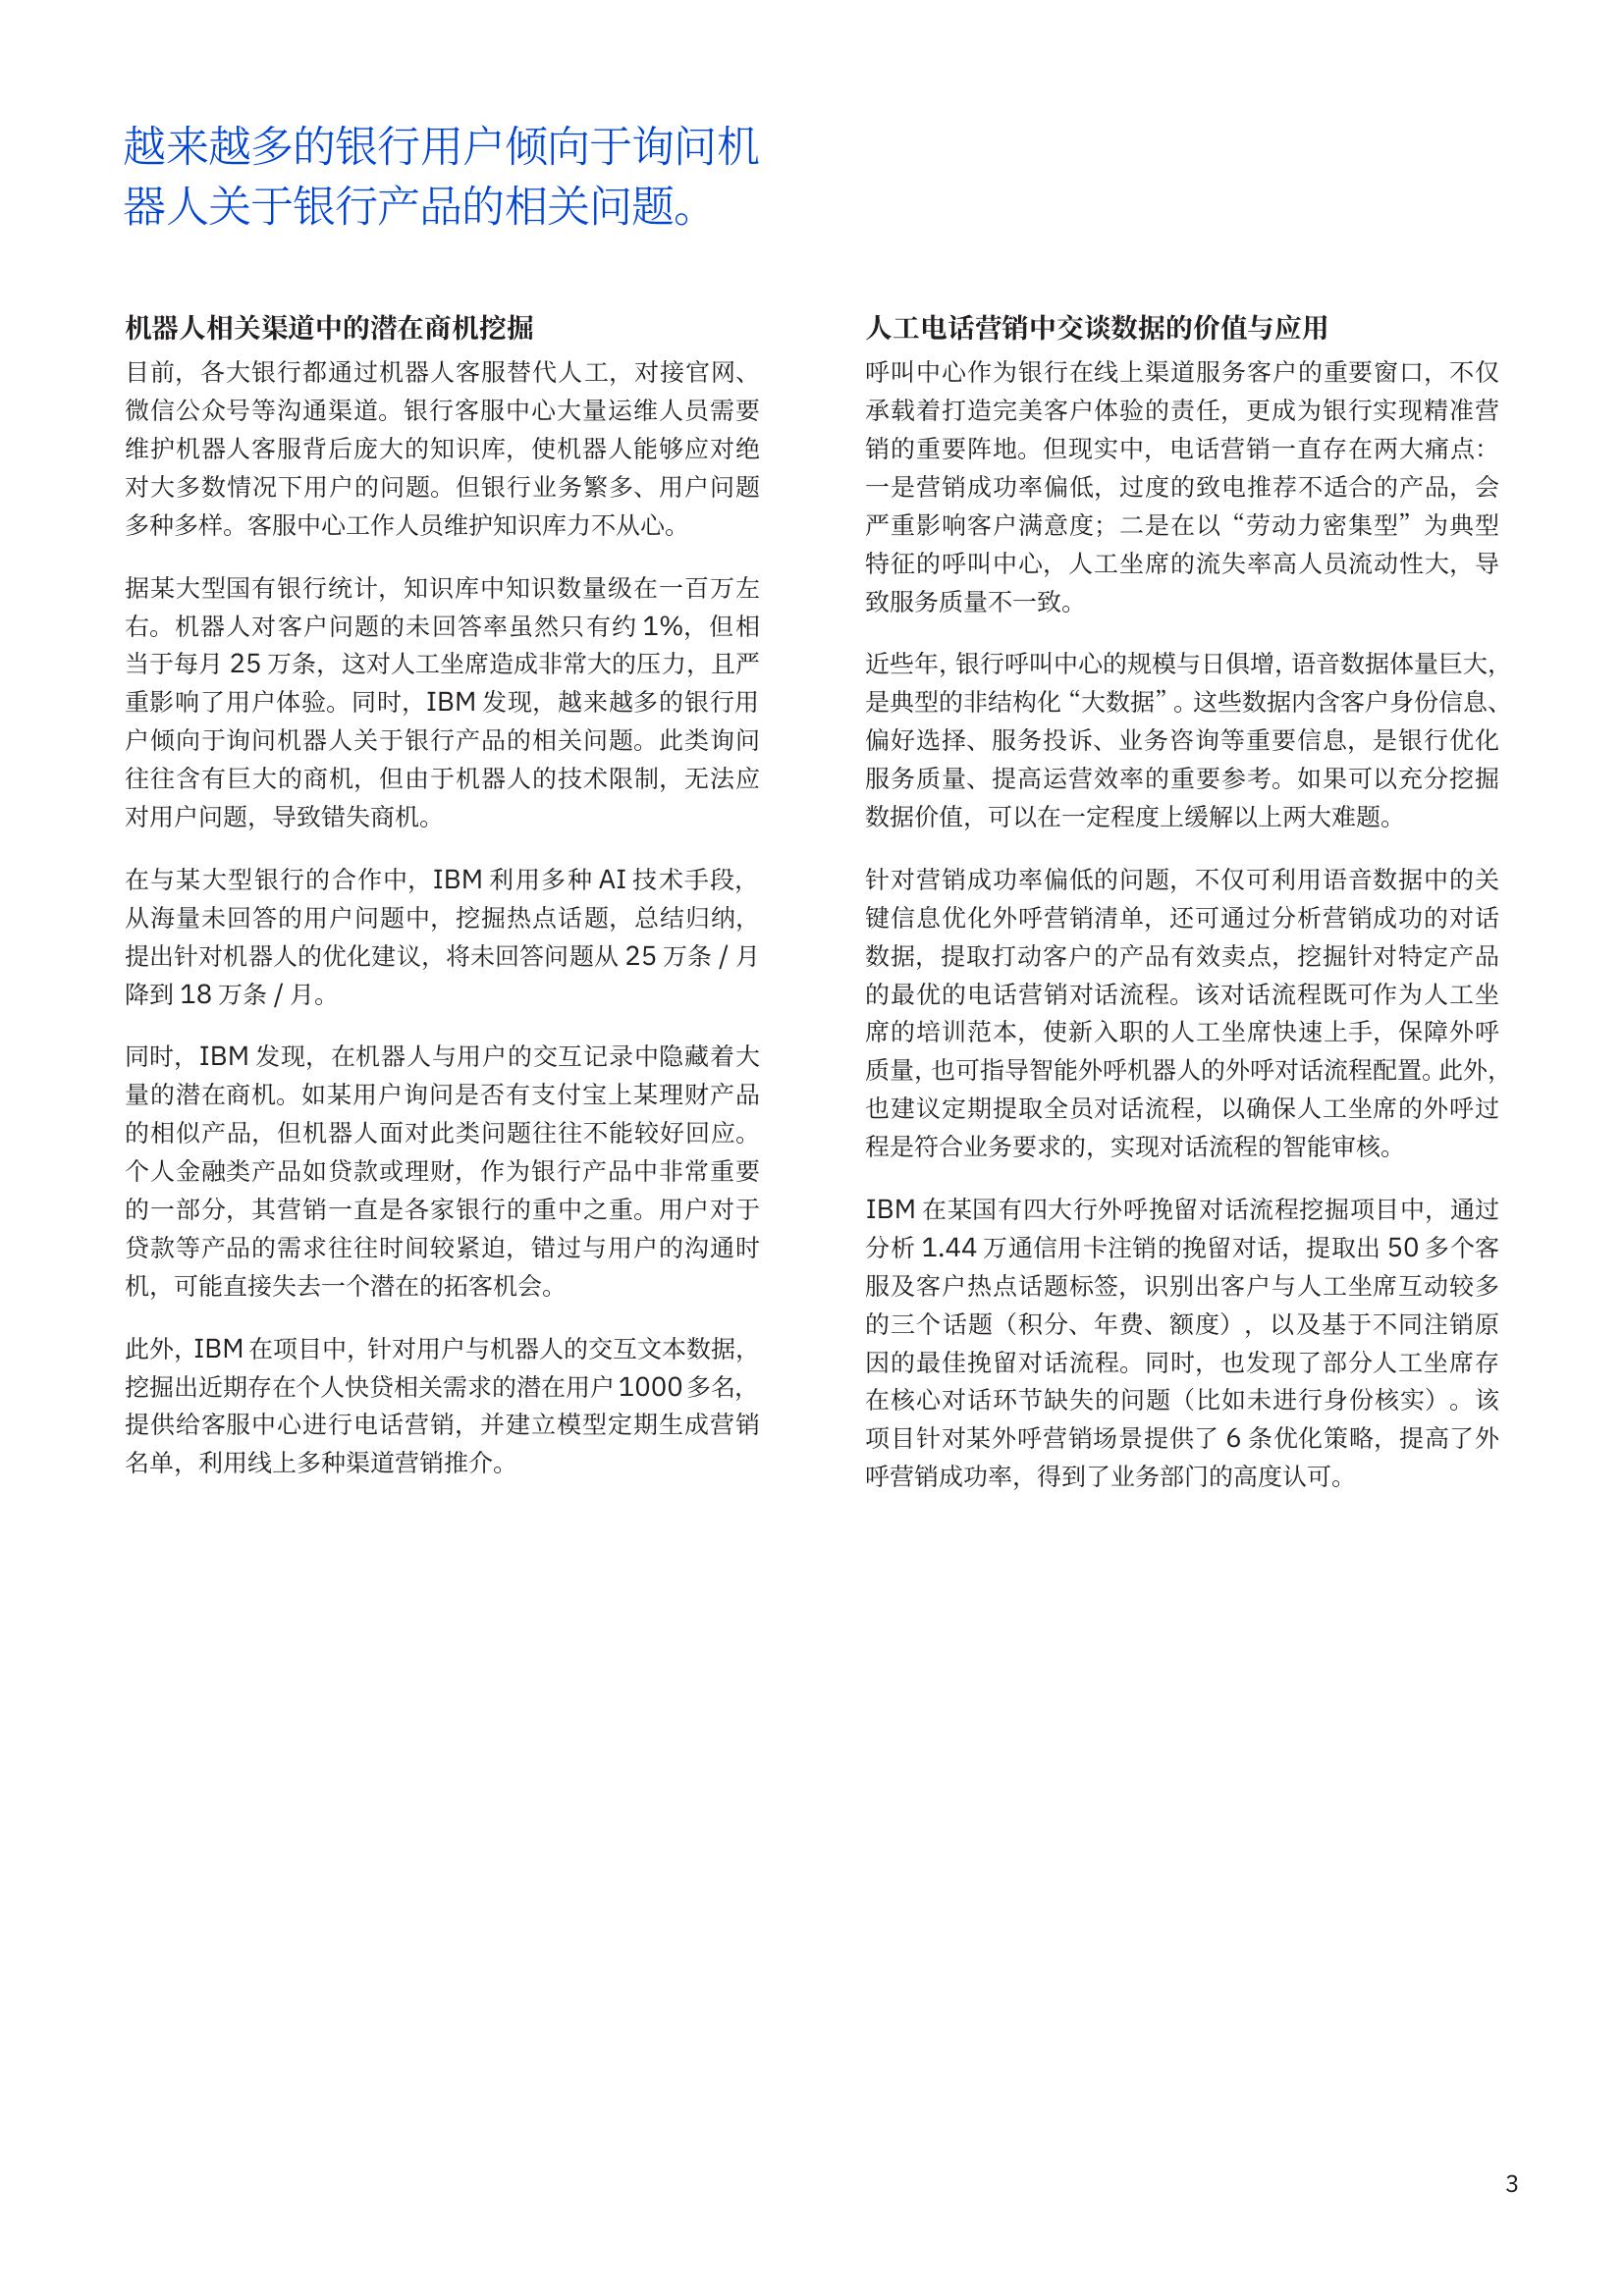 越来越多的银行用户倾向于询问机
器人关于银行产品的相关问题。
机器人相关渠道中的潜在商机挖掘
目前，各大银行都通过机器人客服替代人工，对接官网、
微信公众号等沟通渠道。银行客服中心大量运维人员需要
维护机器人客服背后庞大的知识库，使机器人能够应对绝
对大多数情况下用户的问题。但银行业务繁多、用户问题
多种多样。客服中心工作人员维护知识库力不从心。
据某大型国有银行统计，知识库中知识数量级在一百万左
右。机器人对客户问题的未回答率虽然只有约 1%，但相
当于每月 25 万条，这对人工坐席造成非常大的压力，且严
重影响了用户体验。同时，IBM 发现，越来越多的银行用
户倾向于询问机器人关于银行产品的相关问题。此类询问
往往含有巨大的商机，但由于机器人的技术限制，无法应
对用户问题，导致错失商机。
在与某大型银行的合作中，IBM 利用多种 AI 技术手段，
从海量未回答的用户问题中，挖掘热点话题，总结归纳，
提出针对机器人的优化建议，将未回答问题从 25 万条 / 月
降到 18 万条 / 月。
同时，IBM 发现，在机器人与用户的交互记录中隐藏着大
量的潜在商机。如某用户询问是否有支付宝上某理财产品
的相似产品，但机器人面对此类问题往往不能较好回应。
个人金融类产品如贷款或理财，作为银行产品中非常重要
的一部分，其营销一直是各家银行的重中之重。用户对于
贷款等产品的需求往往时间较紧迫，错过与用户的沟通时
机，可能直接失去一个潜在的拓客机会。
此外，IBM 在项目中，针对用户与机器人的交互文本数据，
挖掘出近期存在个人快贷相关需求的潜在用户 1000 多名，
提供给客服中心进行电话营销，并建立模型定期生成营销
名单，利用线上多种渠道营销推介。
人工电话营销中交谈数据的价值与应用
呼叫中心作为银行在线上渠道服务客户的重要窗口，不仅
承载着打造完美客户体验的责任，更成为银行实现精准营
销的重要阵地。但现实中，电话营销一直存在两大痛点：
一是营销成功率偏低，过度的致电推荐不适合的产品，会
严重影响客户满意度；二是在以“劳动力密集型”为典型
特征的呼叫中心，人工坐席的流失率高人员流动性大，导
致服务质量不一致。
近些年，银行呼叫中心的规模与日俱增，语音数据体量巨大，
是典型的非结构化“大数据”。这些数据内含客户身份信息、
偏好选择、服务投诉、业务咨询等重要信息，是银行优化
服务质量、提高运营效率的重要参考。如果可以充分挖掘
数据价值，可以在一定程度上缓解以上两大难题。
针对营销成功率偏低的问题，不仅可利用语音数据中的关
键信息优化外呼营销清单，还可通过分析营销成功的对话
数据，提取打动客户的产品有效卖点，挖掘针对特定产品
的最优的电话营销对话流程。该对话流程既可作为人工坐
席的培训范本，使新入职的人工坐席快速上手，保障外呼
质量，也可指导智能外呼机器人的外呼对话流程配置。此外，
也建议定期提取全员对话流程，以确保人工坐席的外呼过
程是符合业务要求的，实现对话流程的智能审核。
IBM 在某国有四大行外呼挽留对话流程挖掘项目中，通过
分析 1.44 万通信用卡注销的挽留对话，提取出 50 多个客
服及客户热点话题标签，识别出客户与人工坐席互动较多
的三个话题（积分、年费、额度），以及基于不同注销原
因的最佳挽留对话流程。同时，也发现了部分人工坐席存
在核心对话环节缺失的问题（比如未进行身份核实）。该
项目针对某外呼营销场景提供了 6 条优化策略，提高了外
呼营销成功率，得到了业务部门的高度认可。
3